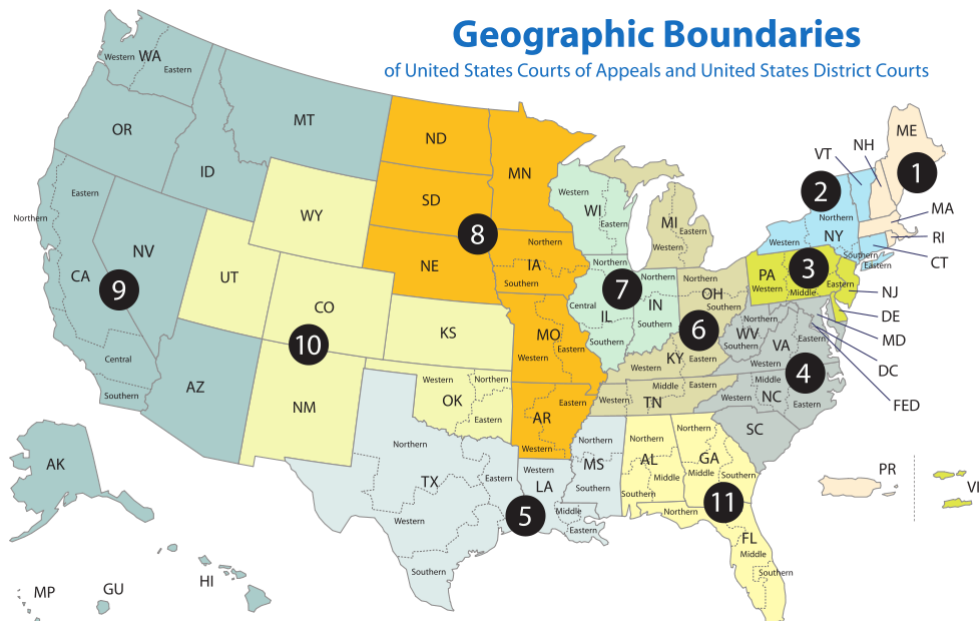 Geographic Boundaries
of United States Courts of Appeals and United States District Courts
Western
WA
Eastern
OR
ID
MT
Eastern
Northern
CA
NV
9
Central
Southern
AZ
WY
UT
CO
10
NM
KS
Western
Northern
OK
Eastern
ND
SD
NE
8
MN
Northern
IA
Southern
MO
Western
Eastern
AR
Eastern
Western
Western
WI
Eastern
Northern
Central
IL
Southern
7
Northern
IN
Southern
MI
Eastern
Western
Northern
OH
Southern
6
KY
Western
Eastern
Western
Middle
TN
Eastern
Northern
TX
Eastern
Western
Southern
5
Western
LA
Middle
Eastern
Northern
MS
Southern
Northern
AL
Middle
Southern
Northern
GA
Middle
Southern
11
Northern
FL
Middle
Southern
Northern
WV
Southern
VA
Eastern
Western
4
Middle
Western
NC
Eastern
SC
PA
Western
Middle
Eastern
3
2
Northern
Western
NY
Southern
Eastern
VT
NH
ME
1
MA
RI
CT
NJ
DE
MD
DC
FED
PR
VI
AK
HI
GU
MP